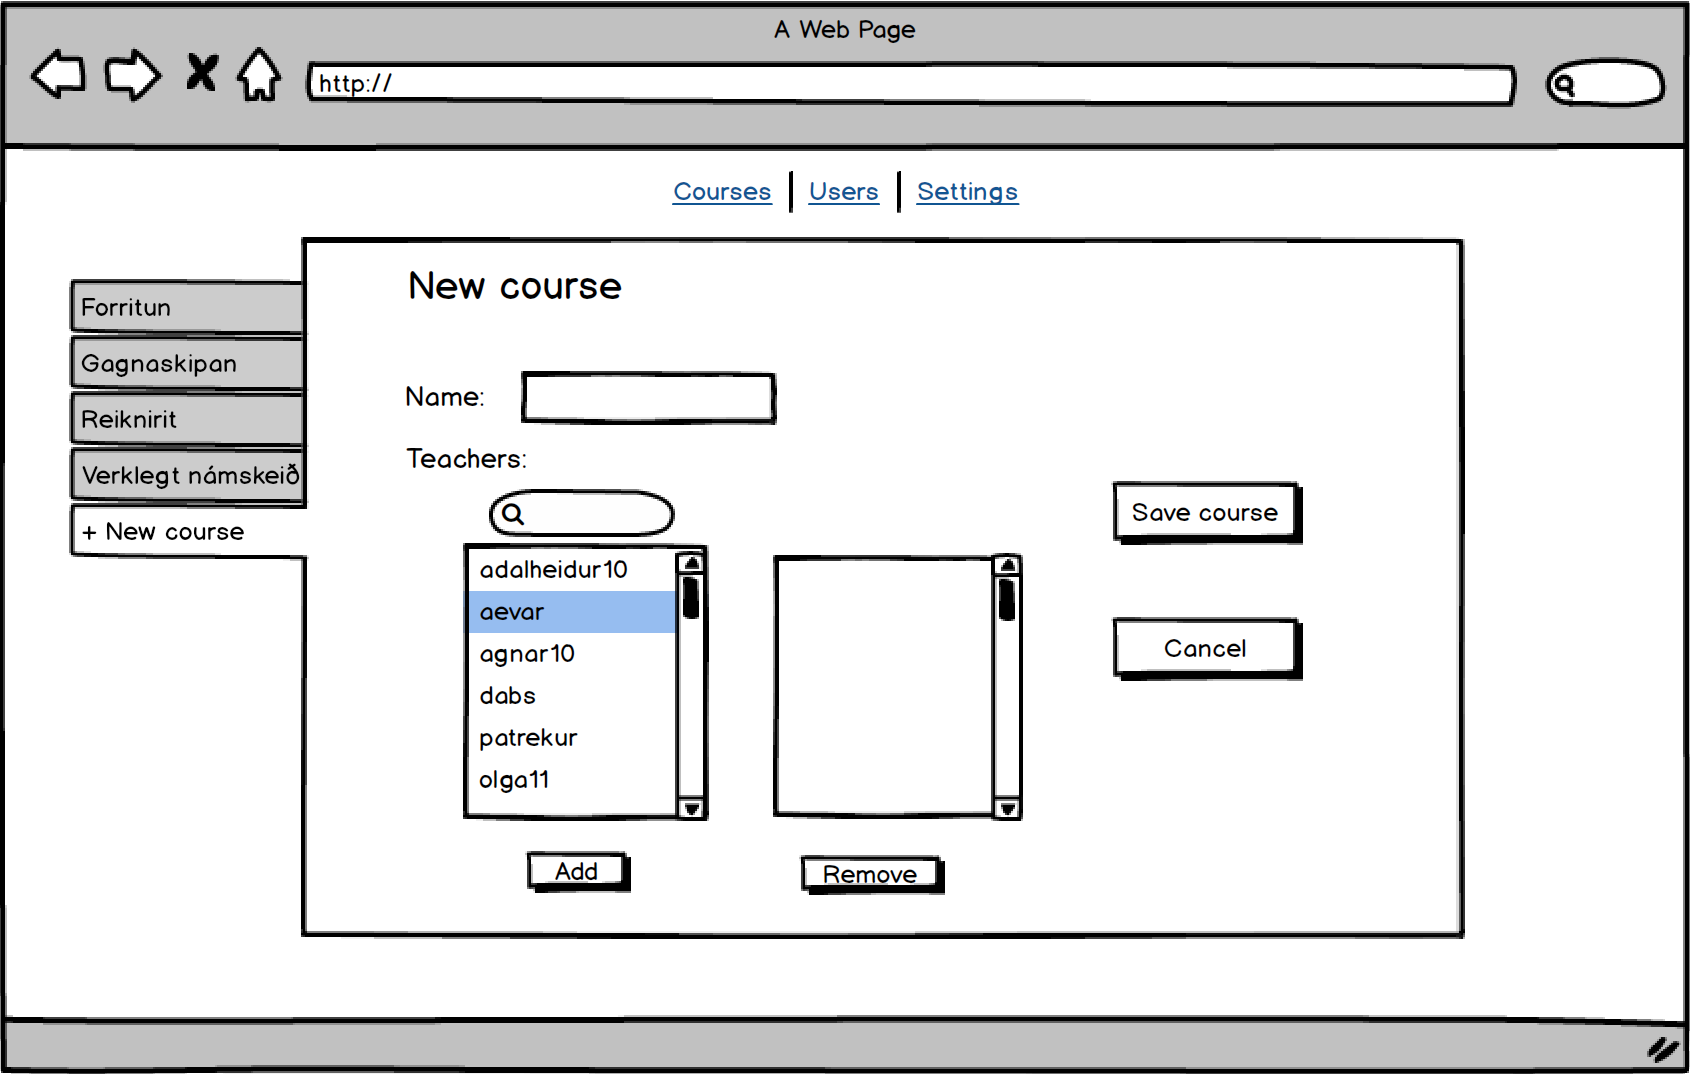 A Web Page
http://
Courses
Users
Settings
Forritun
Gagnaskipan
Reiknirit
Verklegt námskeið
+ New course
New course
Name:
Teachers:
adalheidur10
aevar
agnar10
dabs
patrekur
olga11
Add
Remove
Save course
Cancel